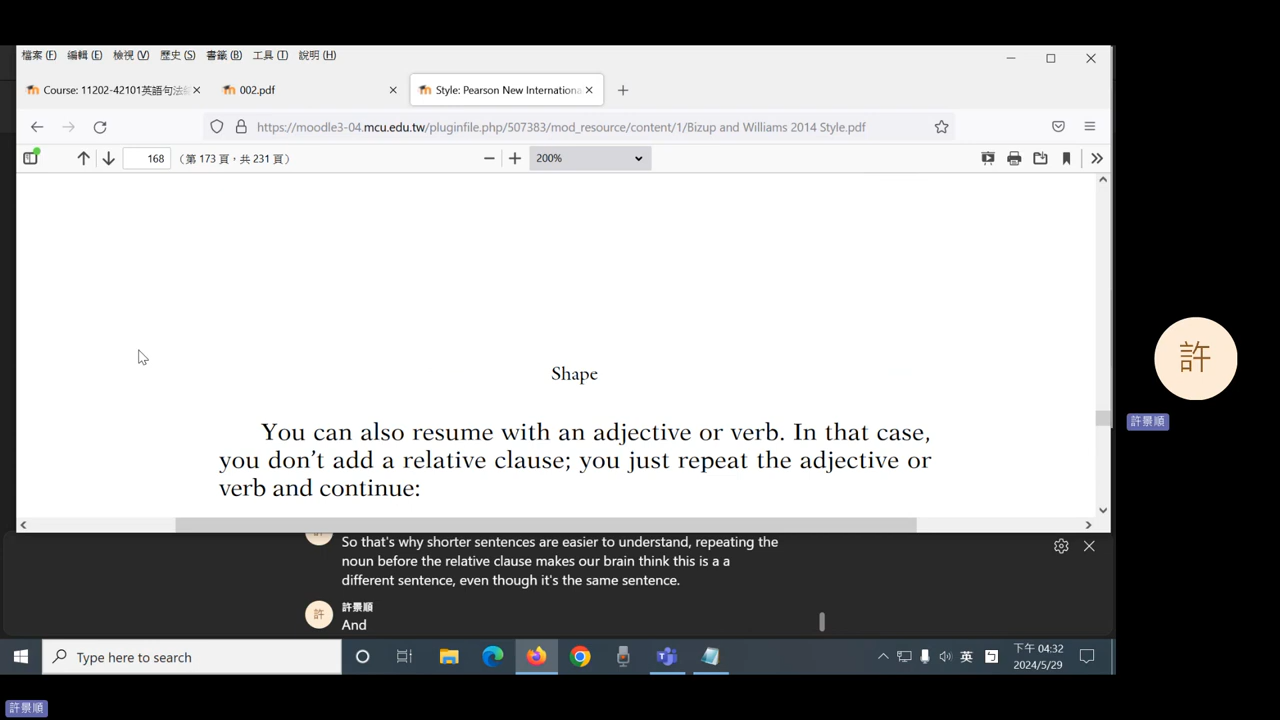 檔案 (F) 編輯 (E) 檢視 (V) 歷史 (S) 書籤 (B) 工具 (T) 說明 (H)
Course: 11202-42101英語句法
002.pdf
Style: Pearson New Internationa
https://moodle3-04.mcu.edu.tw/pluginfile.php/507383/mod_resource/content/1/Bizup and Williams 2014 Style.pdf
168 (第 173 頁，共 231 頁)
200%
Shape
You can also resume with an adjective or verb. In that case,
you don't add a relative clause; you just repeat the adjective or
verb and continue:
許
許景順
許
So that's why shorter sentences are easier to understand, repeating the
noun before the relative clause makes our brain think this is a a
different sentence, even though it's the same sentence.
許景順
許
And
Type here to search
英
下午 04:32
2024/5/29
許景順